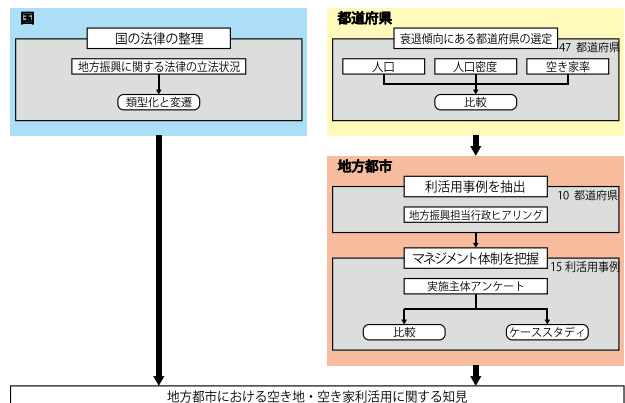 国
国の法律の整理
地方振興に関する法律の立法状況
類型化と変遷
都道府県
衰退傾向にある都道府県の選定
47 都道府県
人口
人口密度
空き家率
比較
地方都市
利活用事例を抽出
10 都道府県
地方振興担当行政ヒアリング
マネジメント体制を把握
15 利活用事例
実施主体アンケート
比較
ケーススタディ
地方都市における空き地・空き家利活用に関する知見